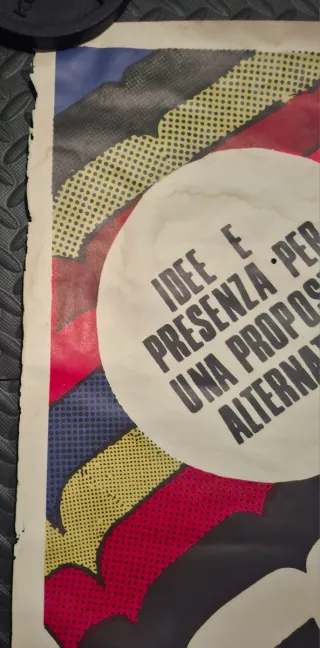 IDEE E
PRESENZA PER
UNA PROPOS
ALTERNAT